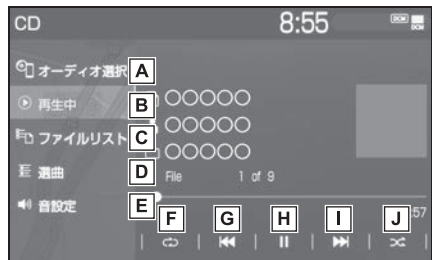 CD 8:55 DCM
オーディオ選択 A
再生中 B ○○○○○
ファイルリスト C ○○○○○
○○○○○
選曲 D File 1 of 9
音設定 E :57
F G H I J